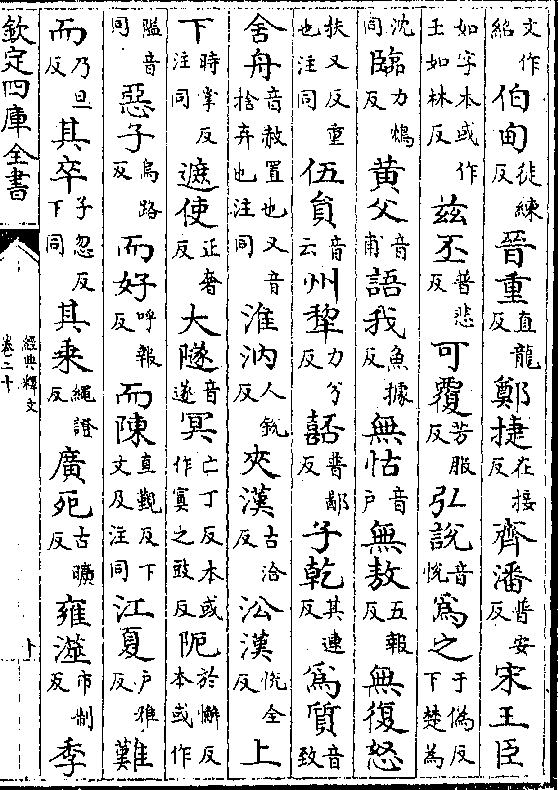 文作紹伯甸徒練反晉重直龍反鄭捷在接反齊潘普安反宋王臣
如字本或作壬如林反茲丕普悲反可覆芳服反弘說音悅爲之于偽反下楚爲
沈同臨力鴆反黃父音甫語我魚據反無怙音戶無敖五報反無復怒
扶又反重也注同伍員音云州犂力兮反嚭普鄙反子乾其連反爲質音致
舍舟音赦置也又音捨弃也注同淮汭人銳反夾漢古洽反㳂漢悅全反上
下時掌反注同遮使正奢反大隧音遂冥亡丁反本或作寘之豉反阨於懈反本或作
隘音同惡子烏路反而好呼報反而陳直覲反下文及注同江夏戶雅反難
而乃旦反其卒子忽反下同其乘繩證反廣死古曠反雍澨市制反季
欽定四庫全書
經典釋文
卷二十